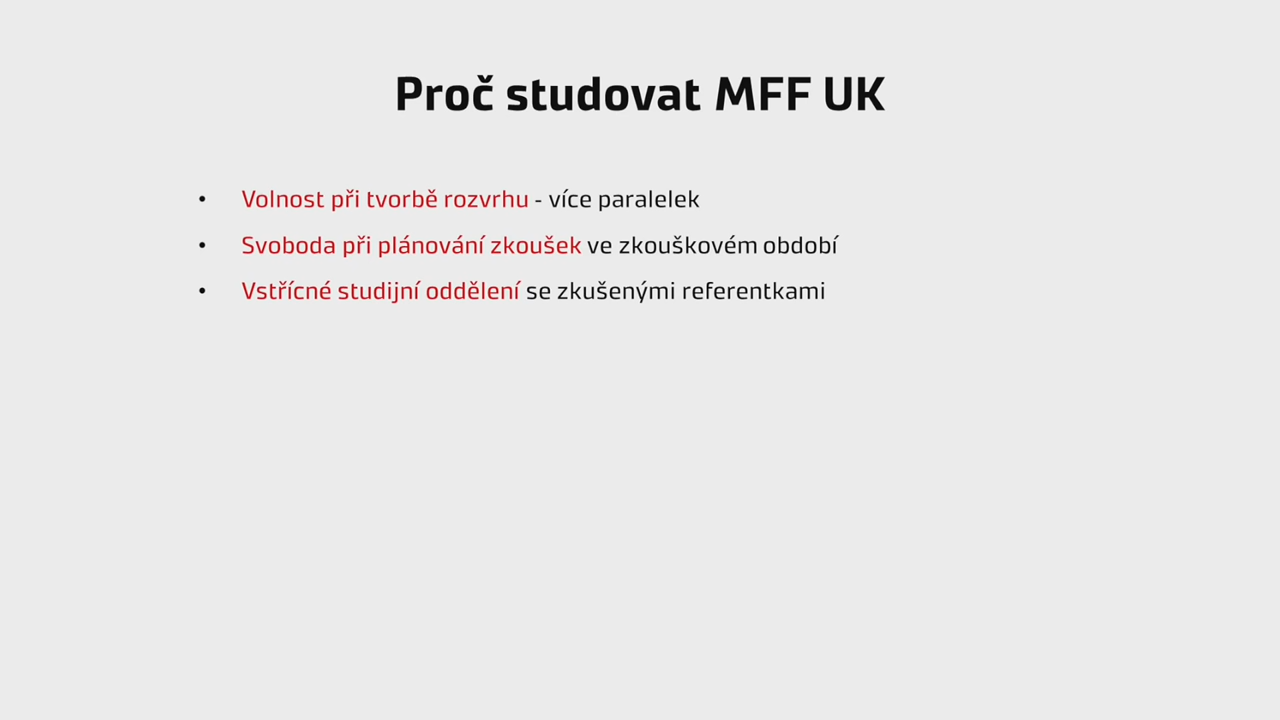 Proč studovat MFF UK
• Volnost při tvorbě rozvrhu - více paralelek
• Svoboda při plánování zkoušek ve zkouškovém období
• Vstřícné studijní oddělení se zkušenými referentkami